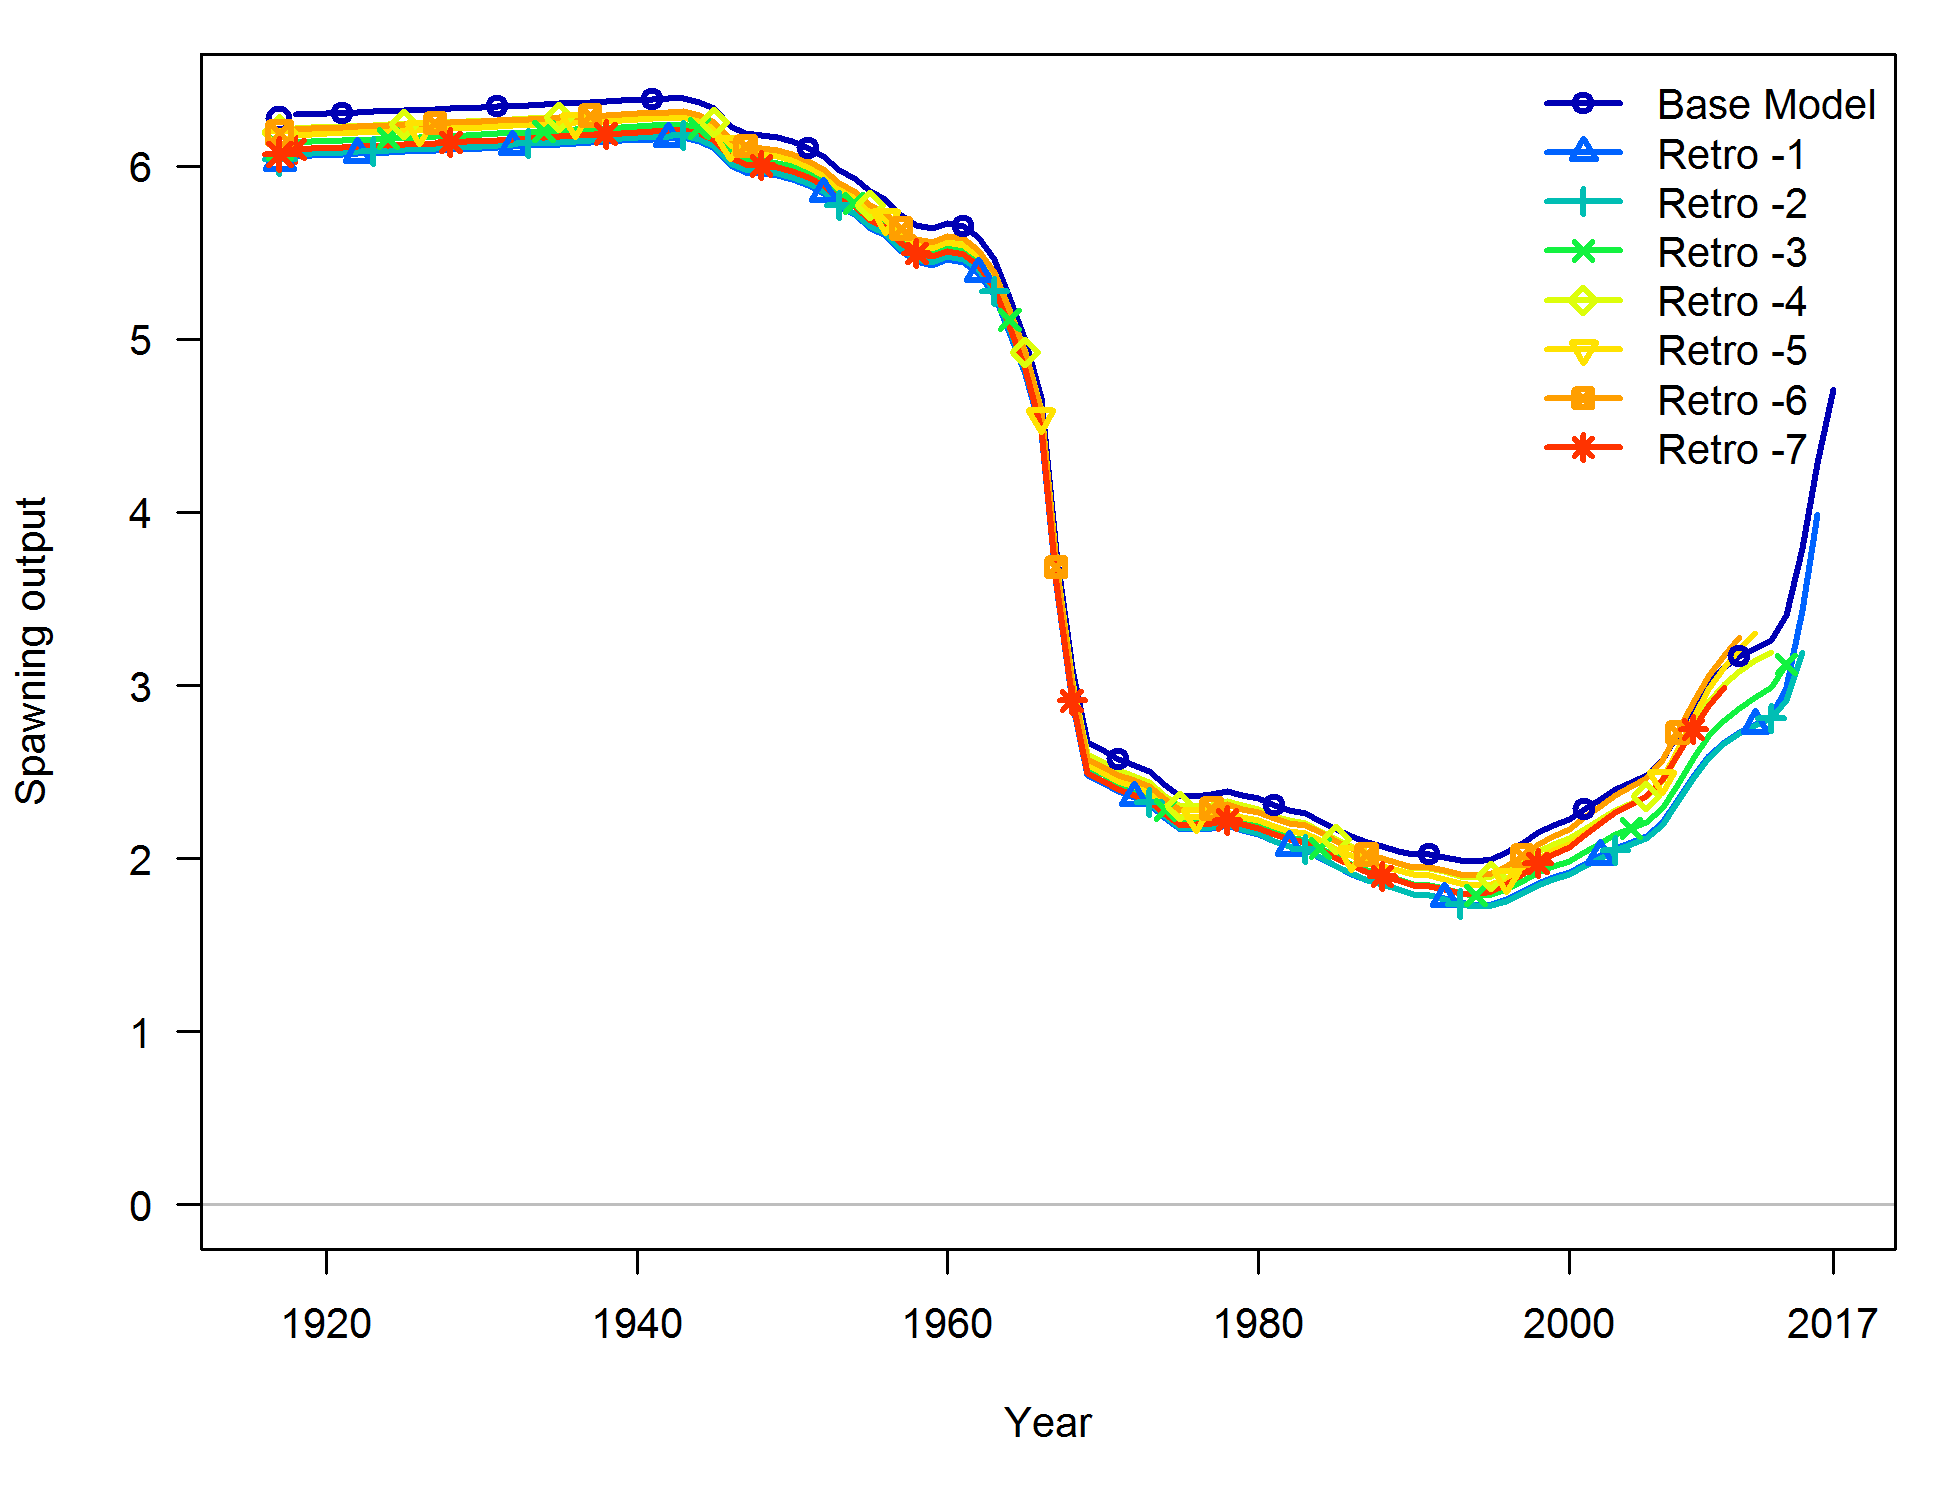 Base Model
Retro -1
Retro -2
Retro -3
Retro -4
Retro -5
Retro -6
Retro -7
6
5
4
3
2
1
0
Spawning output
1920 1940 1960 1980 2000 2017
Year